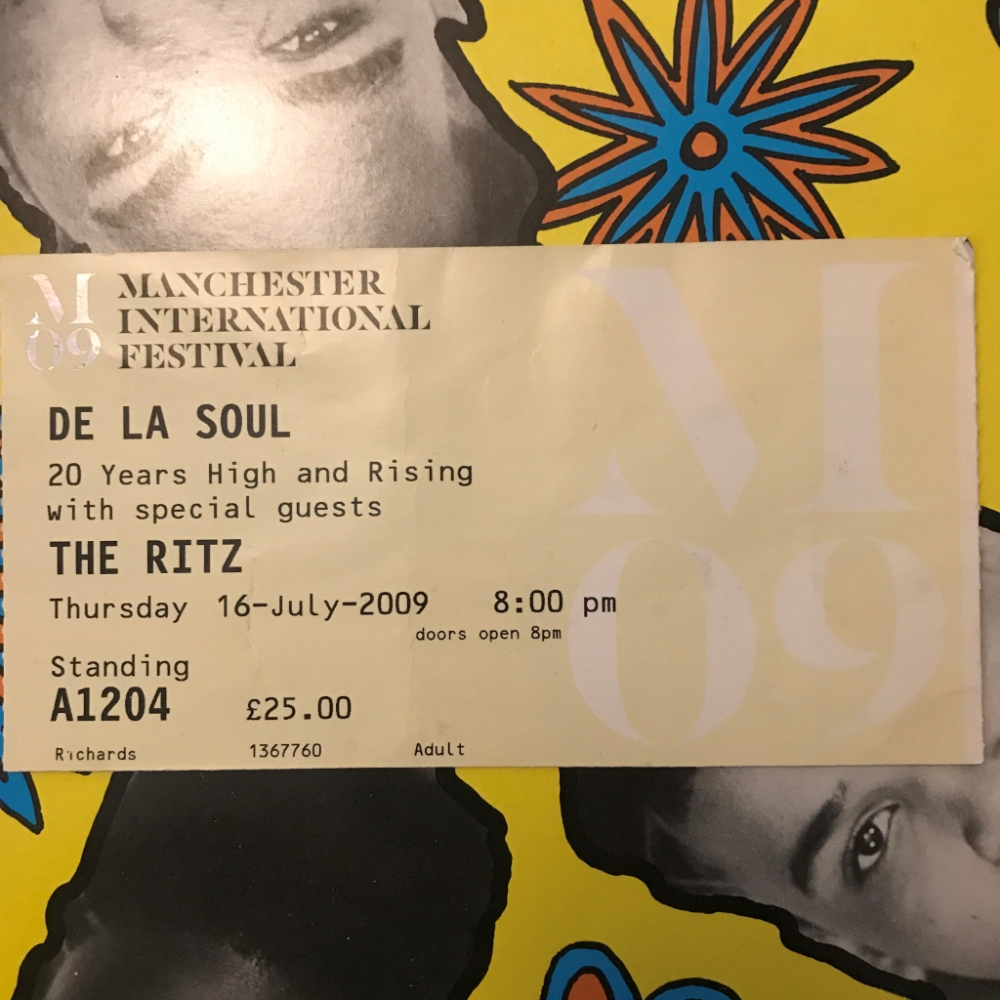 M
09
MANCHESTER
INTERNATIONAL
FESTIVAL
DE LA SOUL
20 Years High and Rising
with special guests
THE RITZ
Thursday 16-July-2009 8:00 pm
doors open 8pm
Standing
A1204 £25.00
Richards 1367760 Adult
M
09